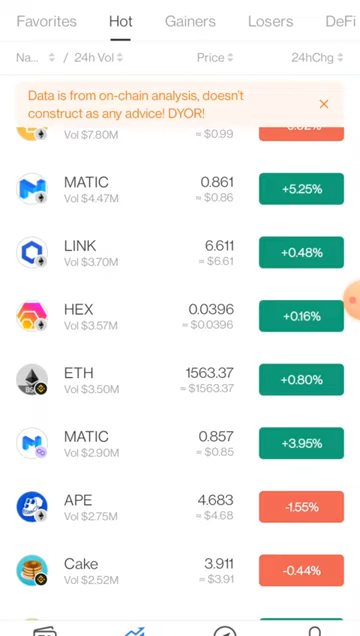 Favorites Hot Gainers Losers DeFi
Na... / 24h Vol Price 24hChg
Data is from on-chain analysis, doesn't
construct as any advice! DYOR!
Vol $7.80M ≈ $0.99
MATIC 0.861 +5.25%
Vol $4.47M ≈ $0.86
LINK 6.611 +0.48%
Vol $3.70M ≈ $6.61
HEX 0.0396 +0.16%
Vol $3.57M ≈ $0.0396
ETH 1563.37 +0.80%
Vol $3.50M ≈ $1563.37
MATIC 0.857 +3.95%
Vol $2.90M ≈ $0.85
APE 4.683 -1.55%
Vol $2.75M ≈ $4.68
Cake 3.911 -0.44%
Vol $2.52M ≈ $3.91